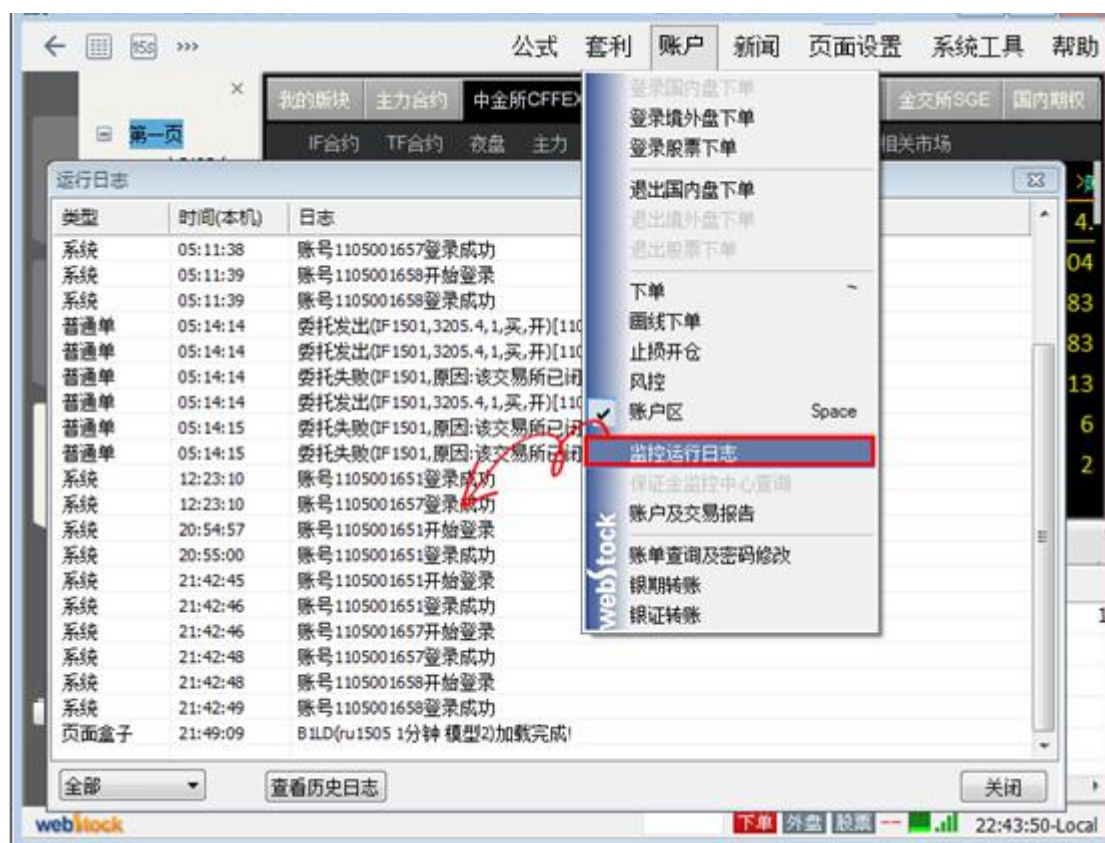 t5s >>> 公式 套利 账户 新闻 页面设置 系统工具 帮助
我的版块 主力合约 中金所CFFEX 金交所SGE 国内期权
第一页
IF合约 TF合约 夜盘 主力 相关市场
登录国内盘下单
登录境外盘下单
登录股票下单
退出国内盘下单
退出境外盘下单
退出股票下单
下单 ~
画线下单
止损开仓
风控
账户区 Space
监控运行日志
保证金监控中心查询
账户及交易报告
账单查询及密码修改
银期转账
银证转账
webstock
运行日志
类型 时间(本机) 日志
系统 05:11:38 账号1105001657登录成功
系统 05:11:39 账号1105001658开始登录
系统 05:11:39 账号1105001658登录成功
普通单 05:14:14 委托发出(IF1501,3205.4,1,买,开)[110
普通单 05:14:14 委托发出(IF1501,3205.4,1,买,开)[110
普通单 05:14:14 委托失败(IF1501,原因:该交易所已闭
普通单 05:14:14 委托发出(IF1501,3205.4,1,买,开)[110
普通单 05:14:15 委托失败(IF1501,原因:该交易所已闭
普通单 05:14:15 委托失败(IF1501,原因:该交易所已闭
系统 12:23:10 账号1105001651登录成功
系统 12:23:10 账号1105001657登录成功
系统 20:54:57 账号1105001651开始登录
系统 20:55:00 账号1105001651登录成功
系统 21:42:45 账号1105001651开始登录
系统 21:42:46 账号1105001651登录成功
系统 21:42:46 账号1105001657开始登录
系统 21:42:48 账号1105001657登录成功
系统 21:42:48 账号1105001658开始登录
系统 21:42:49 账号1105001658登录成功
页面盒子 21:49:09 B1LD(ru1505 1分钟 模型2)加载完成!
全部 查看历史日志 关闭
4.
04
83
83
13
6
2
1
webstock 下单 外盘 股票 -- 22:43:50-Local